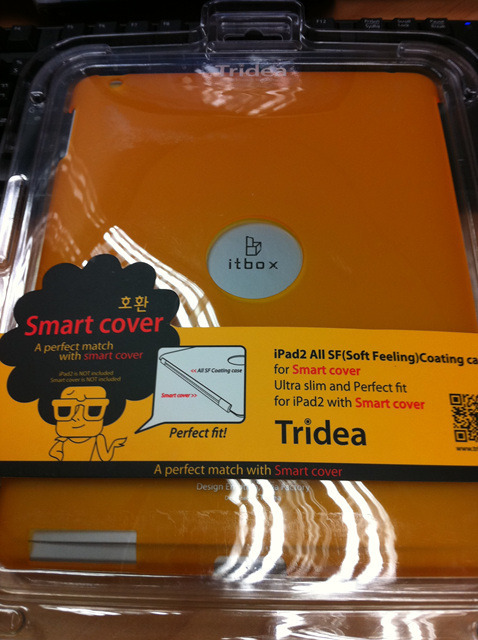 Tridea
itbox
호환
Smart cover
A perfect match
with smart cover
iPad2 is NOT included
Smart cover is NOT included
<< All SF Coating case
Smart cover >>
Perfect fit!
iPad2 All SF(Soft Feeling)Coating ca
for Smart cover
Ultra slim and Perfect fit
for iPad2 with Smart cover
Tridea
www.
A perfect match with Smart cover
Design